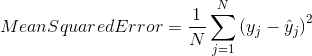 MeanSquaredError = \frac{1}{N} \sum_{j=1}^{N} (y_j - \hat{y}_j)^2